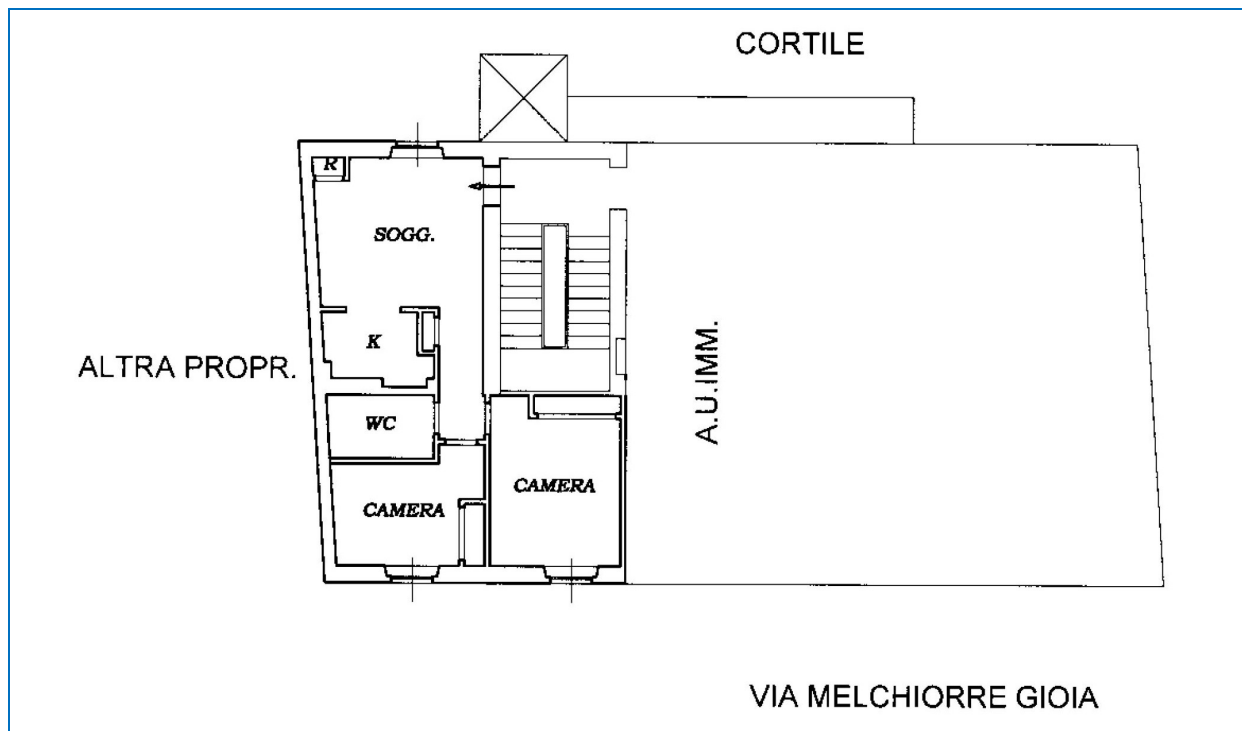 CORTILE
R
SOGG.
K
ALTRA PROPR.
A.U.IMM.
WC
CAMERA
CAMERA
VIA MELCHIORRE GIOIA